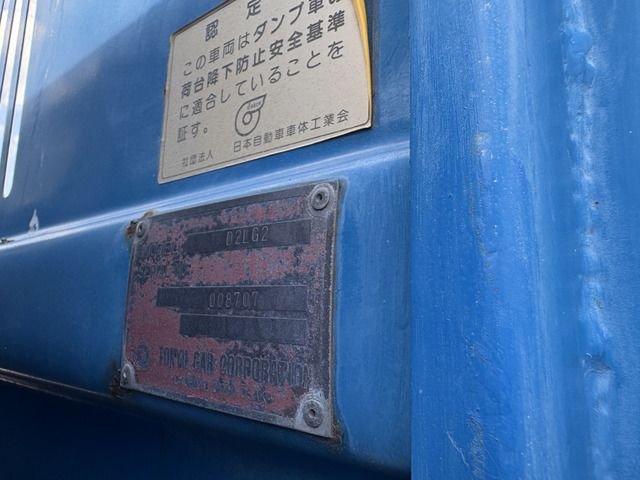 認定
この車両はダンプ車の
荷台降下防止安全基準
に適合していることを
証す。
社団法人 日本自動車車体工業会
D2LG2
008707
TOKYU CAR CORPORATION